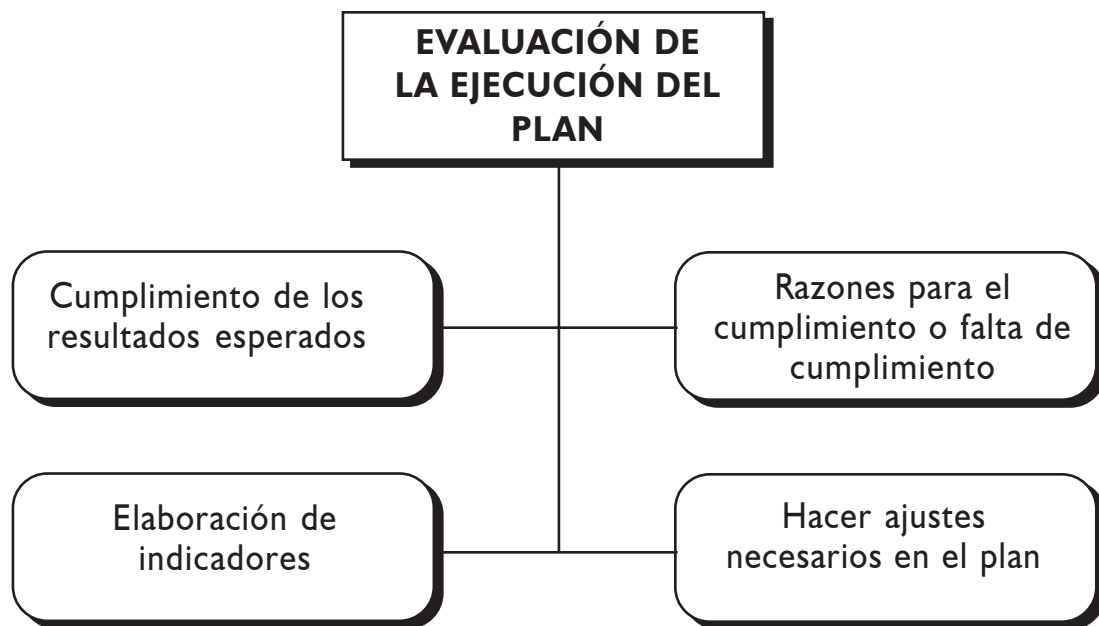 EVALUACIÓN DE
LA EJECUCIÓN DEL
PLAN
Cumplimiento de los
resultados esperados
Razones para el
cumplimiento o falta de
cumplimiento
Elaboración de
indicadores
Hacer ajustes
necesarios en el plan